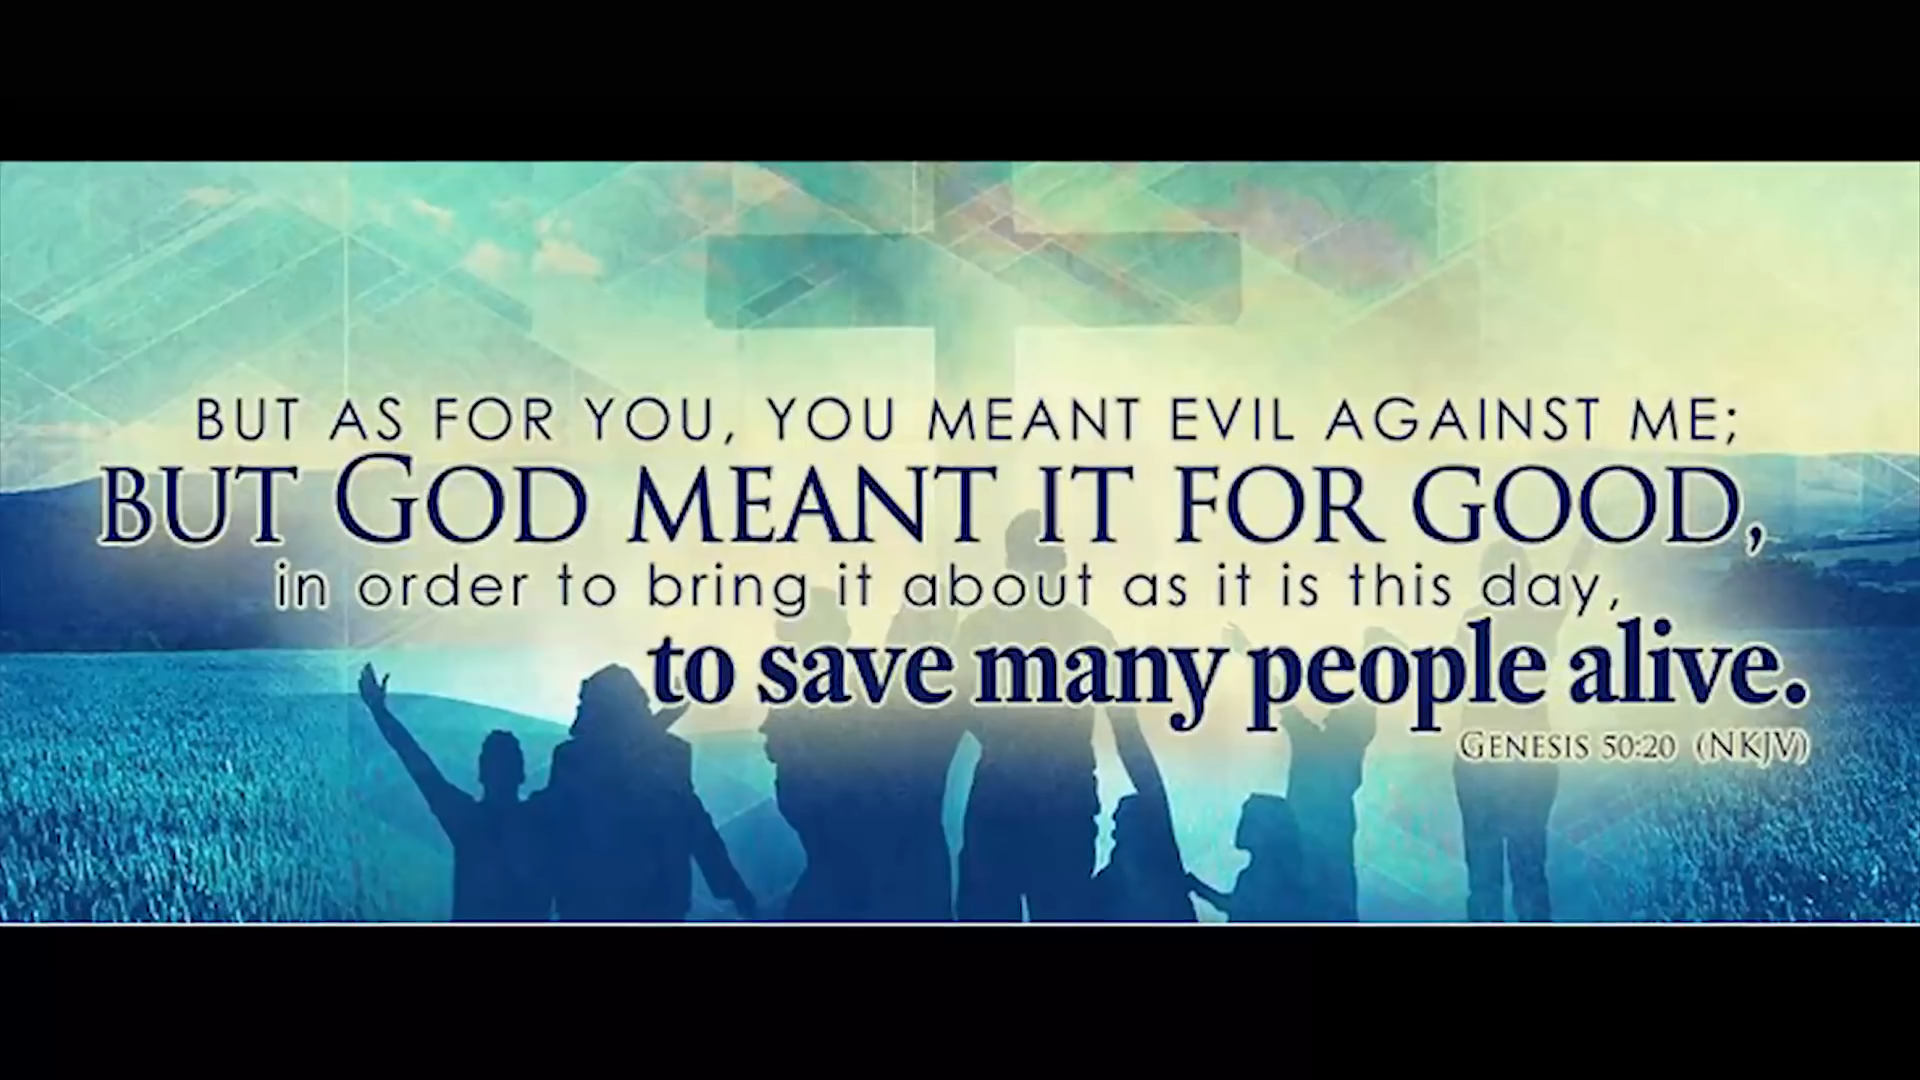 BUT AS FOR YOU, YOU MEANT EVIL AGAINST ME;
BUT GOD MEANT IT FOR GOOD,
in order to bring it about as it is this day,
to save many people alive.
GENESIS 50:20 (NKJV)